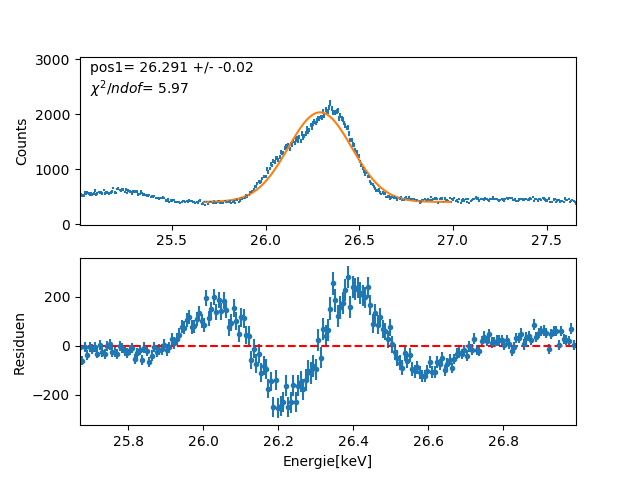 3000
pos1= 26.291 +/- -0.02
χ²/ndof= 5.97
2000
Counts
1000
0
25.5 26.0 26.5 27.0 27.5
200
Residuen
0
−200
25.8 26.0 26.2 26.4 26.6 26.8
Energie[keV]